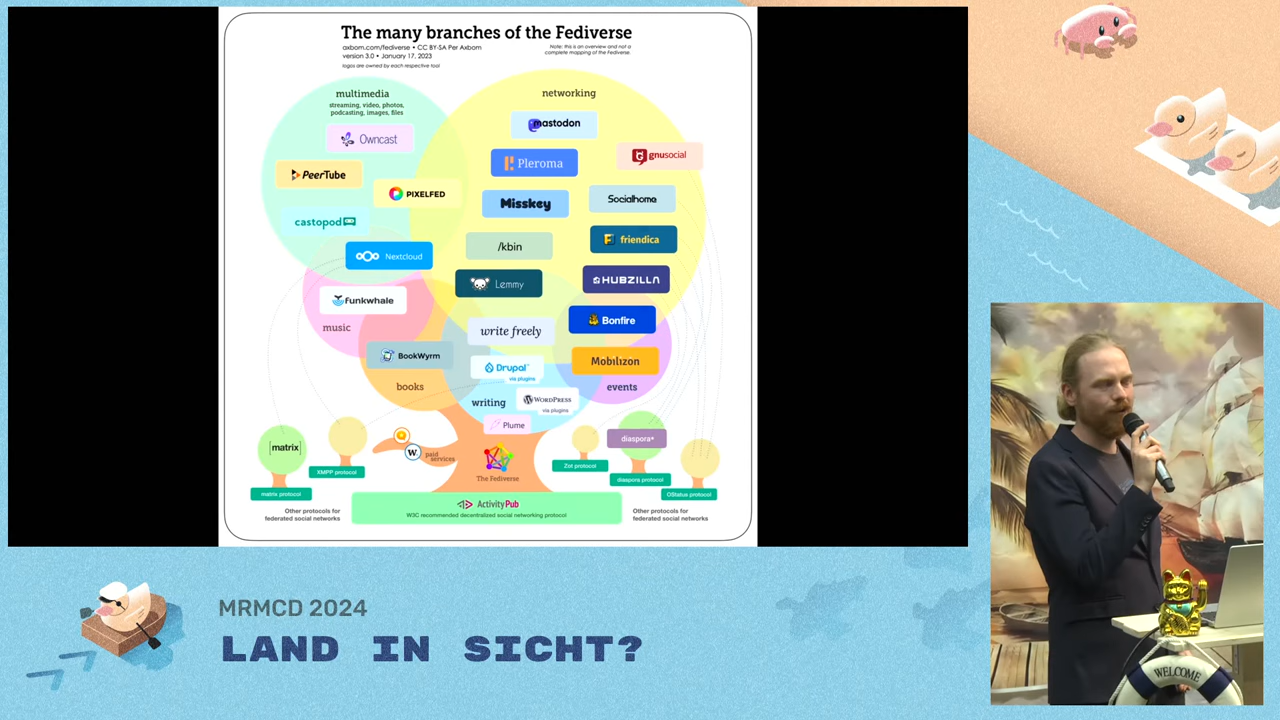 The many branches of the Fediverse
axbom.com/fediverse • CC BY-SA Per Axbom
version 3.0 • January 17, 2023
logos are owned by each respective tool
Note: this is an overview and not a
complete mapping of the Fediverse.
multimedia
streaming, video, photos,
podcasting, images, files
networking
Owncast
mastodon
PeerTube
Pleroma
gnusocial
PIXELFED
Misskey
Socialhome
castopod
/kbin
friendica
Nextcloud
Lemmy
HUBZILLA
funkwhale
music
write freely
Bonfire
BookWyrm
Drupal
via plugins
Mobilizon
books
events
writing
WORDPRESS
via plugins
Plume
[matrix]
matrix protocol
XMPP protocol
W.
paid
services
The Fediverse
Zot protocol
diaspora*
diaspora protocol
OStatus protocol
ActivityPub
W3C recommended decentralized social networking protocol
Other protocols for
federated social networks
Other protocols for
federated social networks
MRMCD 2024
LAND IN SICHT?
WELCOME